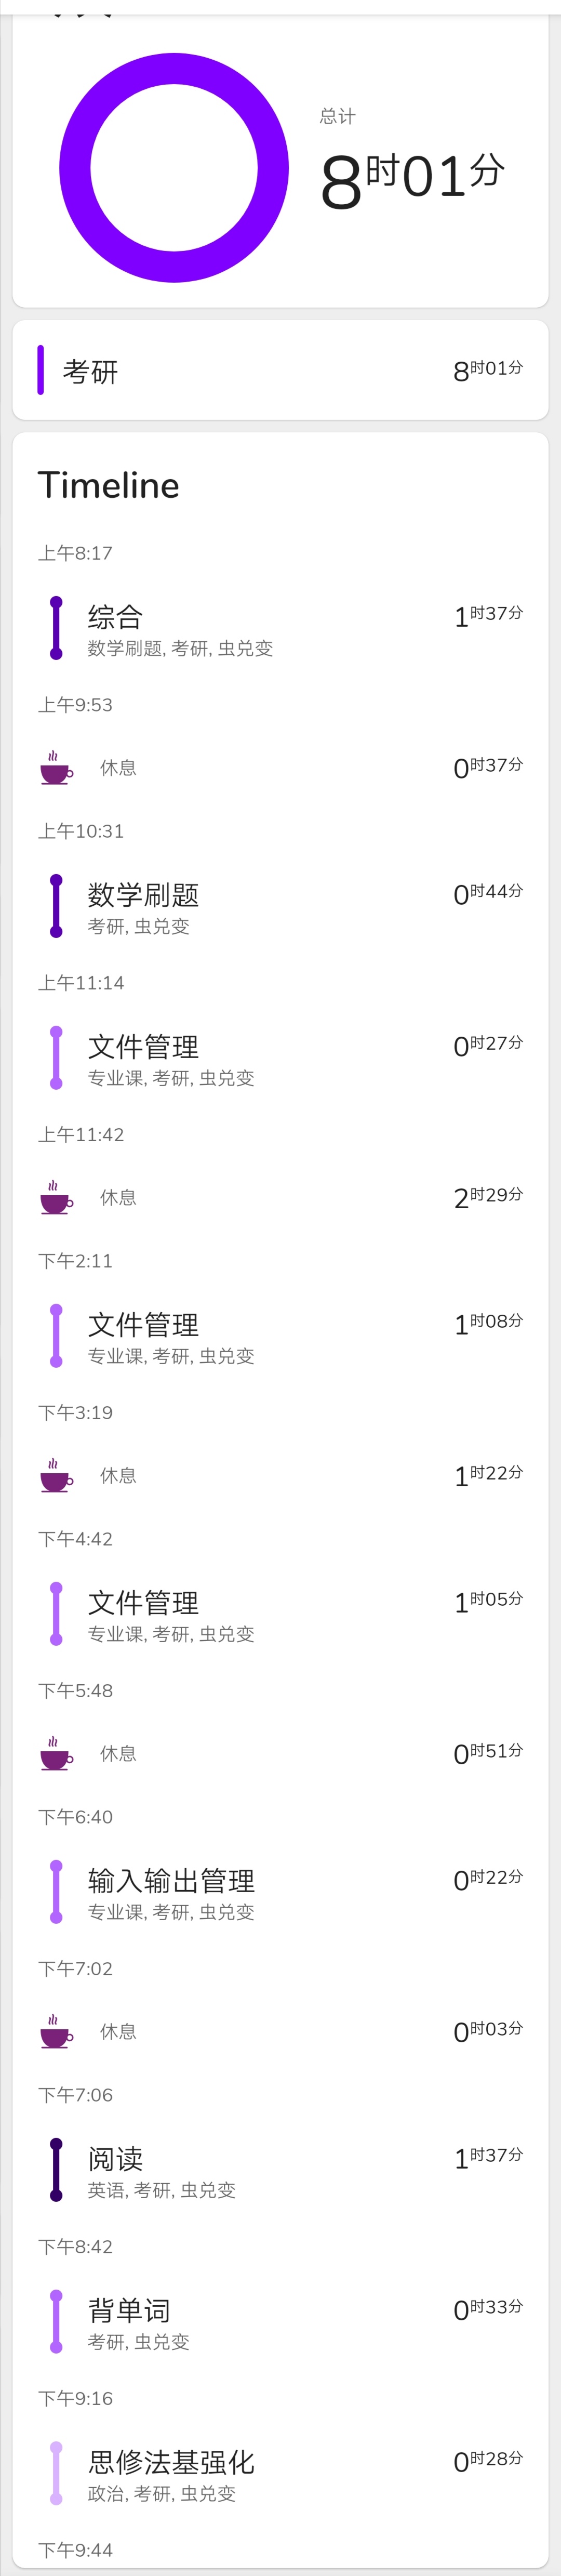 总计
8时01分
考研 8时01分
Timeline
上午8:17
综合 1时37分
数学刷题, 考研, 虫兑变
上午9:53
休息 0时37分
上午10:31
数学刷题 0时44分
考研, 虫兑变
上午11:14
文件管理 0时27分
专业课, 考研, 虫兑变
上午11:42
休息 2时29分
下午2:11
文件管理 1时08分
专业课, 考研, 虫兑变
下午3:19
休息 1时22分
下午4:42
文件管理 1时05分
专业课, 考研, 虫兑变
下午5:48
休息 0时51分
下午6:40
输入输出管理 0时22分
专业课, 考研, 虫兑变
下午7:02
休息 0时03分
下午7:06
阅读 1时37分
英语, 考研, 虫兑变
下午8:42
背单词 0时33分
考研, 虫兑变
下午9:16
思修法基强化 0时28分
政治, 考研, 虫兑变
下午9:44